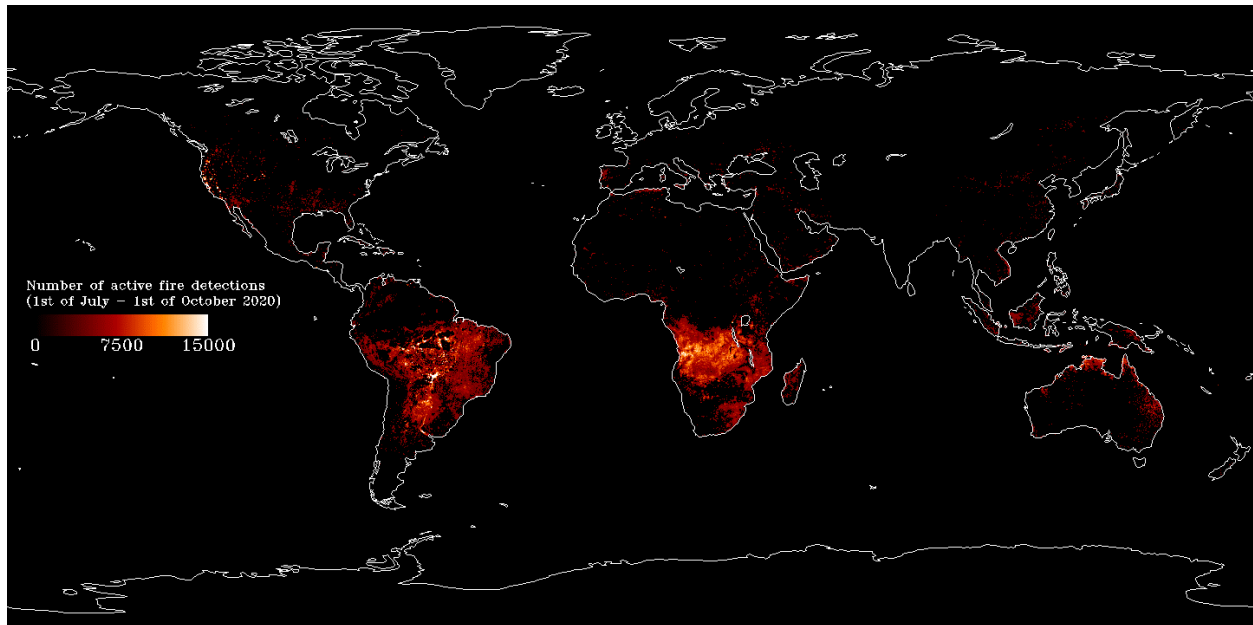 Number of active fire detections
(1st of July – 1st of October 2020)
0 7500 15000